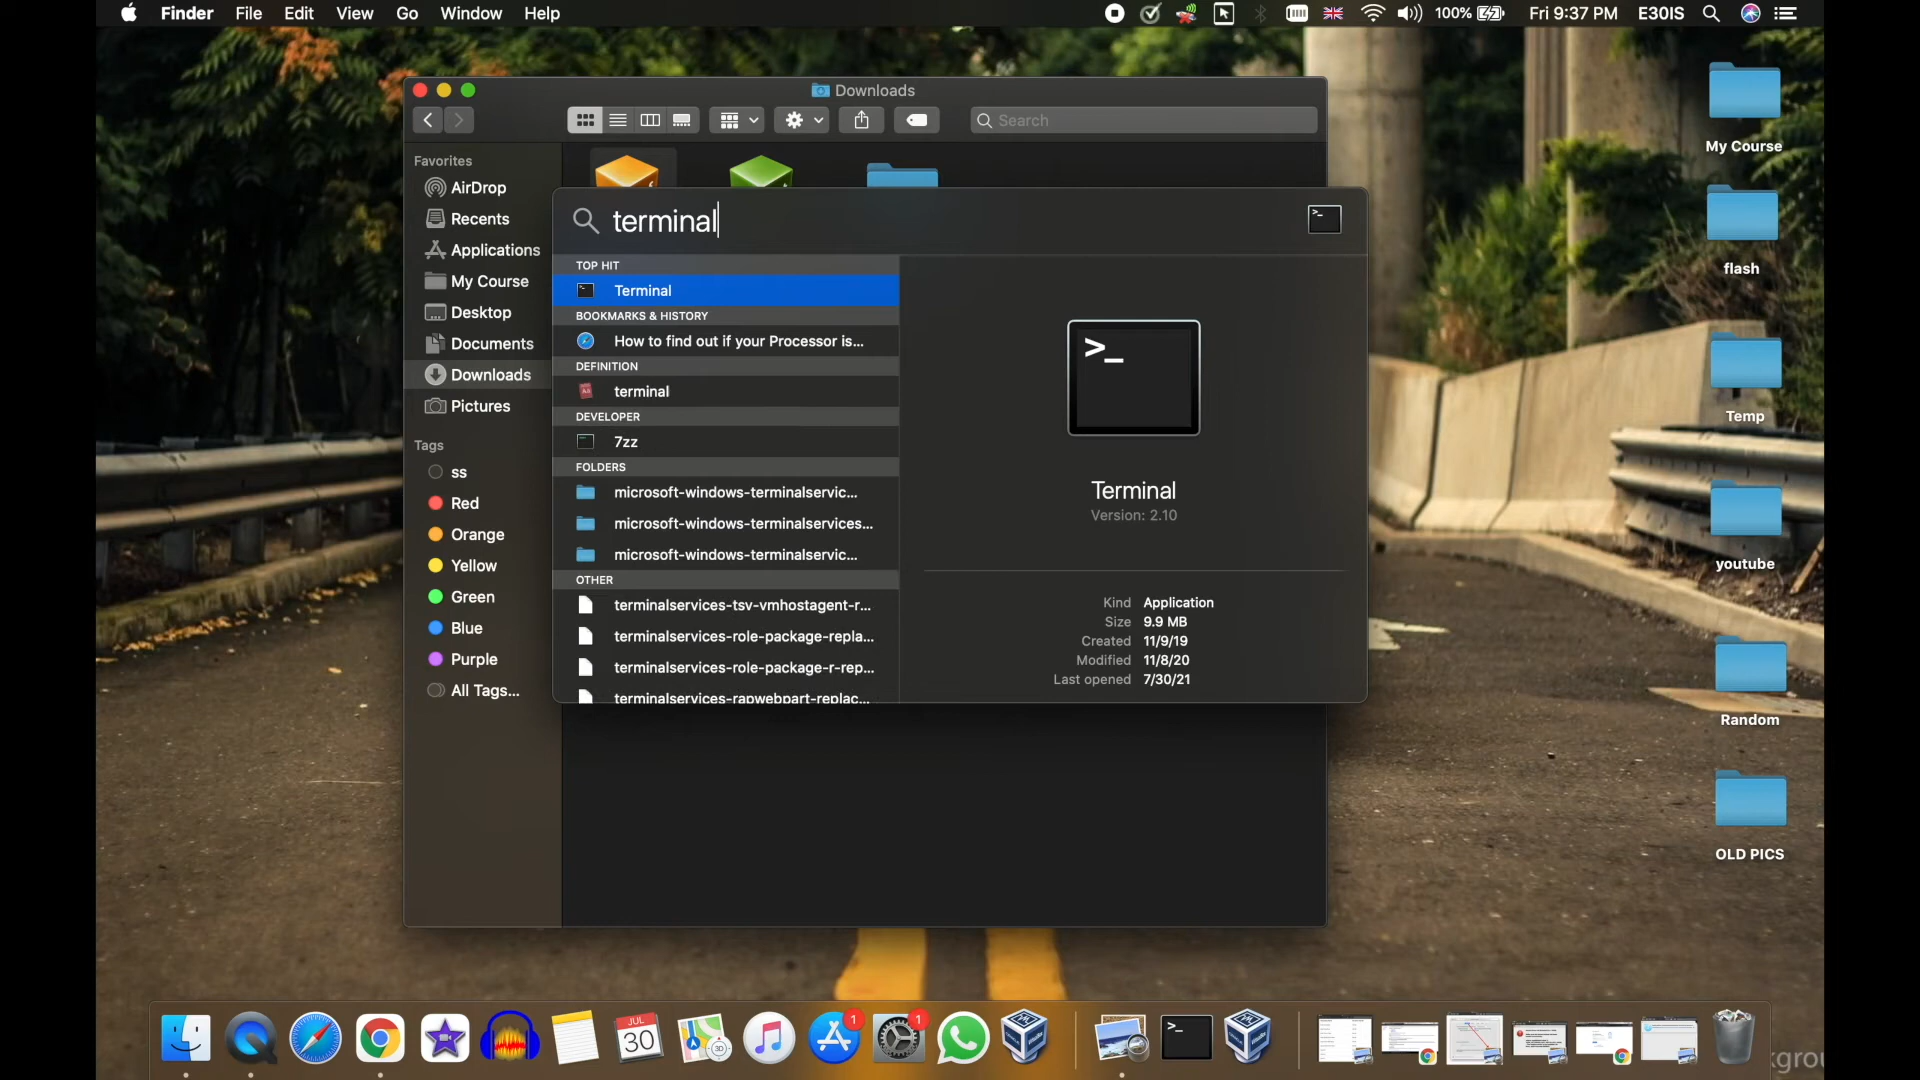 Finder File Edit View Go Window Help
100% Fri 9:37 PM E30IS
Downloads
Search
Favorites
AirDrop
Recents
Applications
My Course
Desktop
Documents
Downloads
Pictures
Tags
ss
Red
Orange
Yellow
Green
Blue
Purple
All Tags...
terminal
TOP HIT
Terminal
BOOKMARKS & HISTORY
How to find out if your Processor is...
DEFINITION
terminal
DEVELOPER
7zz
FOLDERS
microsoft-windows-terminalservic...
microsoft-windows-terminalservices...
microsoft-windows-terminalservic...
OTHER
terminalservices-tsv-vmhostagent-r...
terminalservices-role-package-repla...
terminalservices-role-package-r-rep...
terminalservices-rapwebpart-replac...
>_
Terminal
Version: 2.10
Kind Application
Size 9.9 MB
Created 11/9/19
Modified 11/8/20
Last opened 7/30/21
My Course
flash
Temp
youtube
Random
OLD PICS
JUL
30
3D
1
1
>_